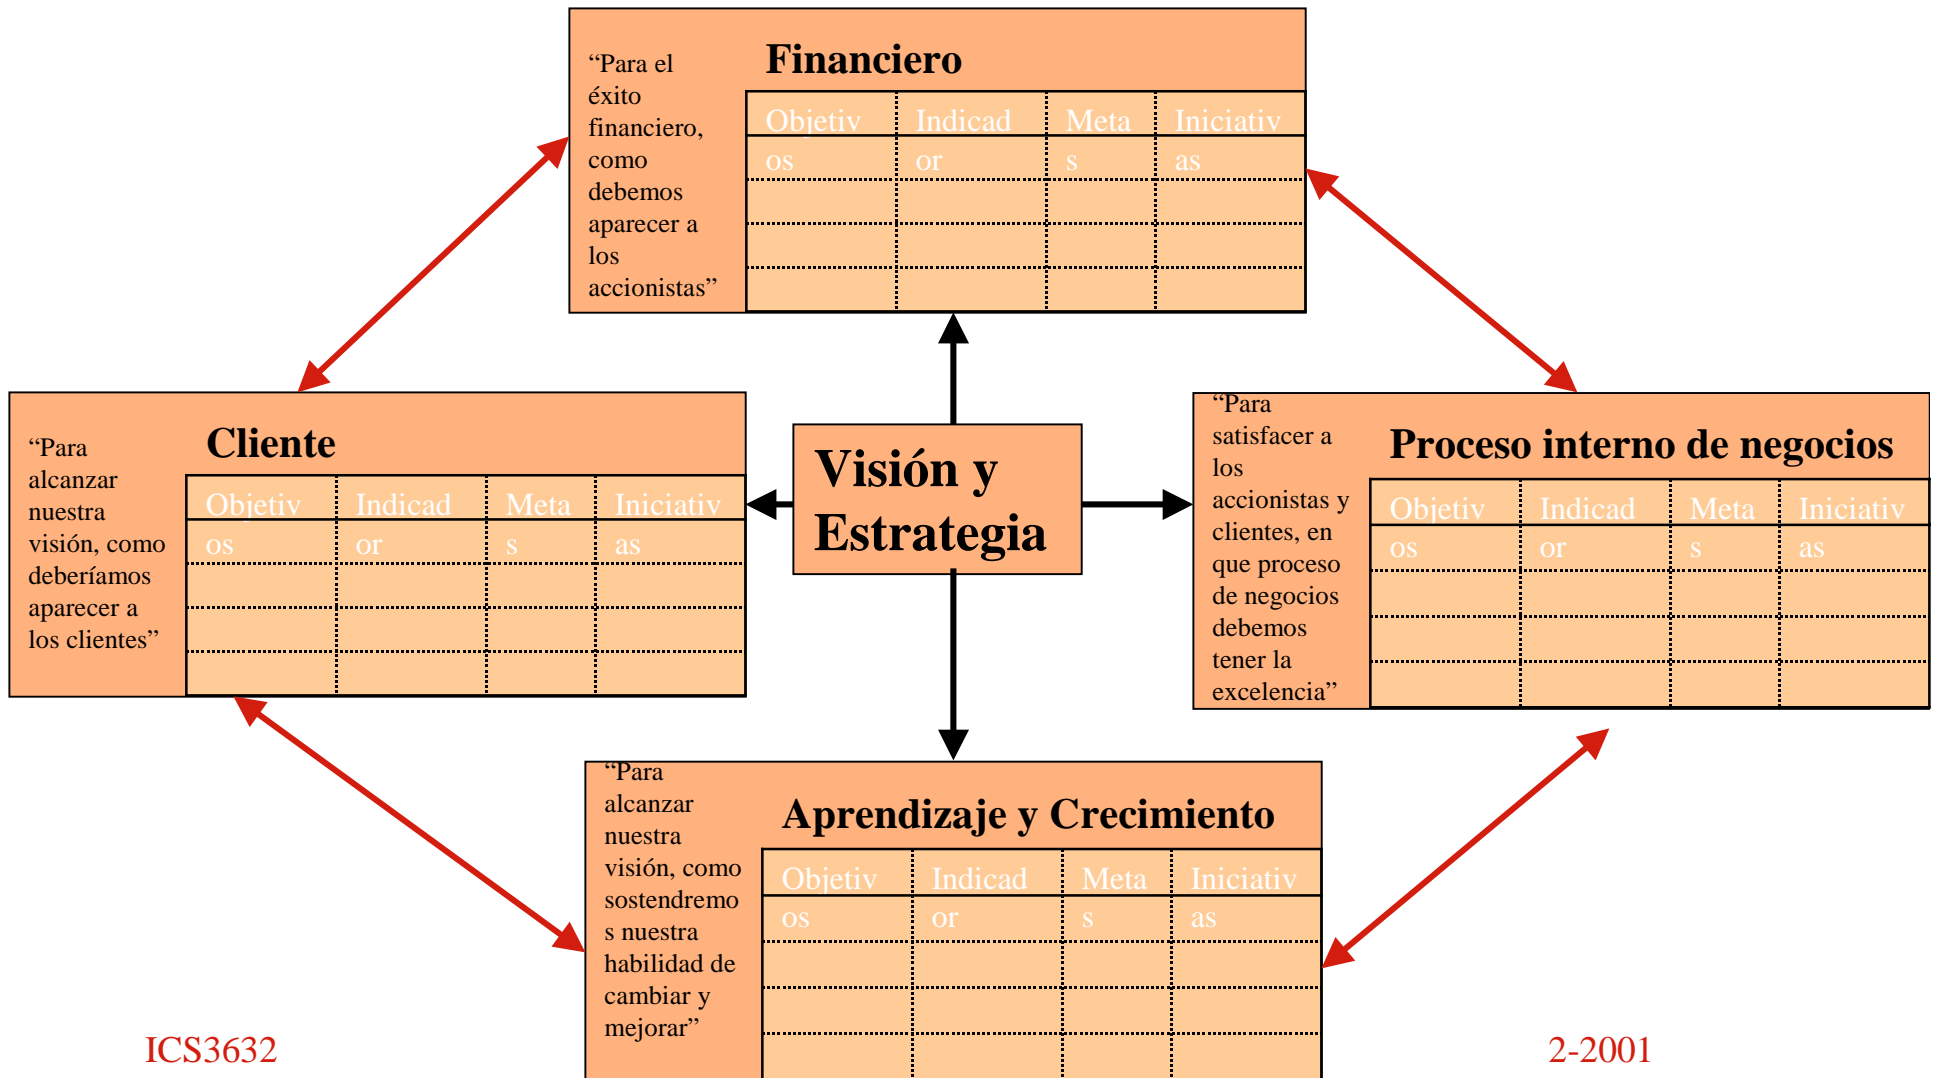 “Para el
éxito
financiero,
como
debemos
aparecer a
los
accionistas”
Financiero
Objetiv Indicad Meta Iniciativ
os or s as
“Para
alcanzar
nuestra
visión, como
deberíamos
aparecer a
los clientes”
Cliente
Objetiv Indicad Meta Iniciativ
os or s as
Visión y
Estrategia
“Para
satisfacer a
los
accionistas y
clientes, en
que proceso
de negocios
debemos
tener la
excelencia”
Proceso interno de negocios
Objetiv Indicad Meta Iniciativ
os or s as
“Para
alcanzar
nuestra
visión, como
sostendremo
s nuestra
habilidad de
cambiar y
mejorar”
Aprendizaje y Crecimiento
Objetiv Indicad Meta Iniciativ
os or s as
ICS3632
2-2001